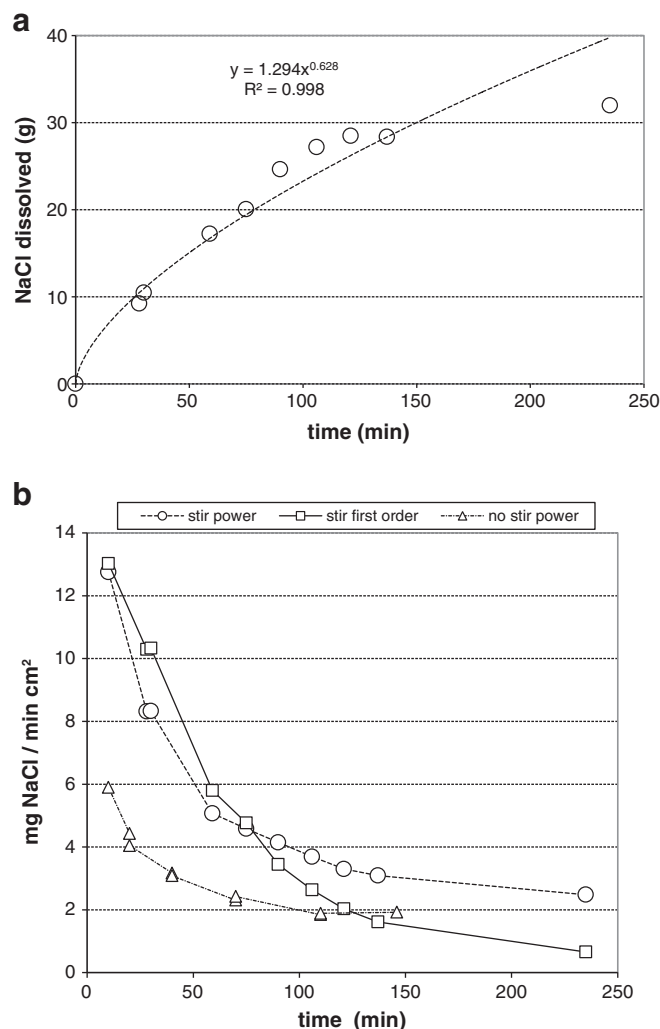 a
40
y = 1.294x^0.628
R² = 0.998
30
20
10
0
NaCl dissolved (g)
0 50 100 150 200 250
time (min)
b
stir power stir first order no stir power
14
12
10
8
6
4
2
0
mg NaCl / min cm²
0 50 100 150 200 250
time (min)